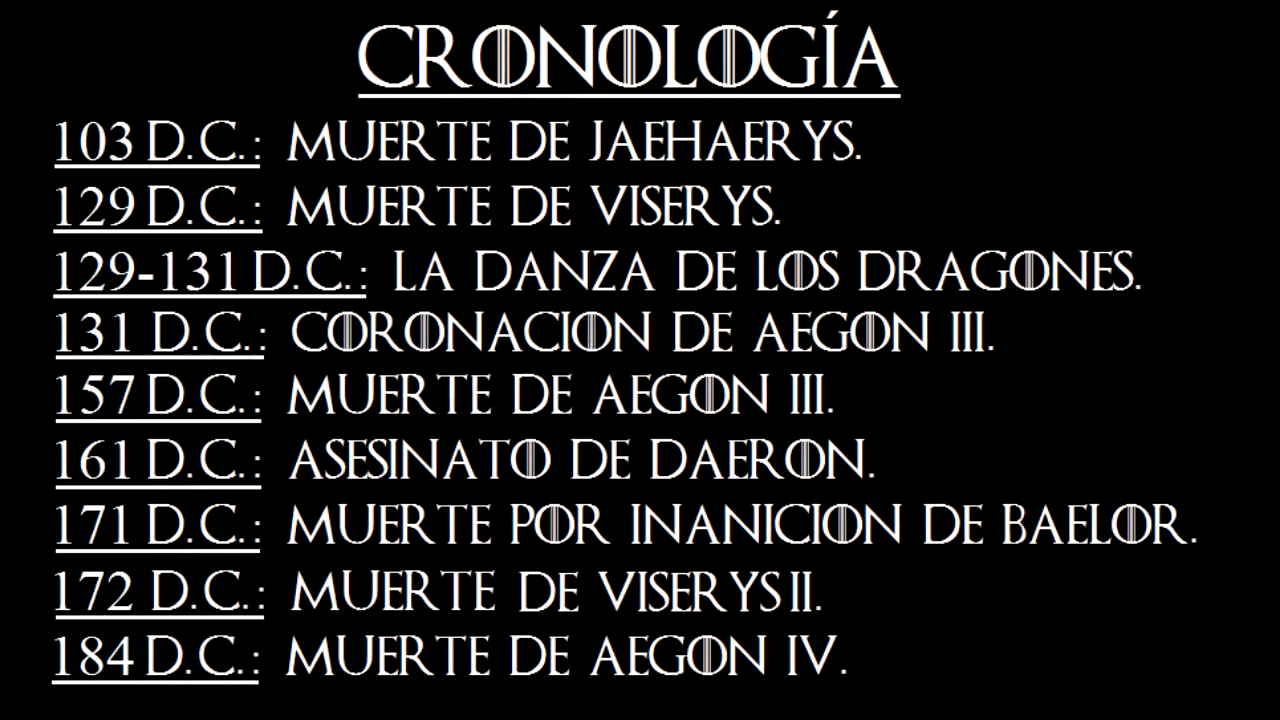 CRONOLOGÍA
103 D.C.: MUERTE DE JAEHAERYS.
129 D.C.: MUERTE DE VISERYS.
129-131 D.C.: LA DANZA DE LOS DRAGONES.
131 D.C.: CORONACION DE AEGON III.
157 D.C.: MUERTE DE AEGON III.
161 D.C.: ASESINATO DE DAERON.
171 D.C.: MUERTE POR INANICION DE BAELOR.
172 D.C.: MUERTE DE VISERYS II.
184 D.C.: MUERTE DE AEGON IV.